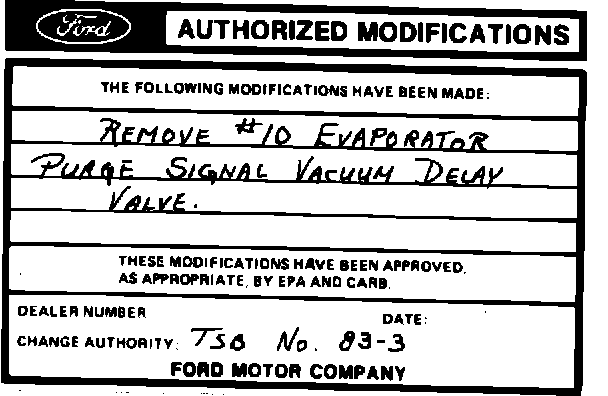 Ford AUTHORIZED MODIFICATIONS
THE FOLLOWING MODIFICATIONS HAVE BEEN MADE:
REMOVE #10 EVAPORATOR
PURGE SIGNAL VACUUM DELAY
VALVE.
THESE MODIFICATIONS HAVE BEEN APPROVED,
AS APPROPRIATE, BY EPA AND CARB.
DEALER NUMBER DATE:
CHANGE AUTHORITY: TSB No. 83-3
FORD MOTOR COMPANY